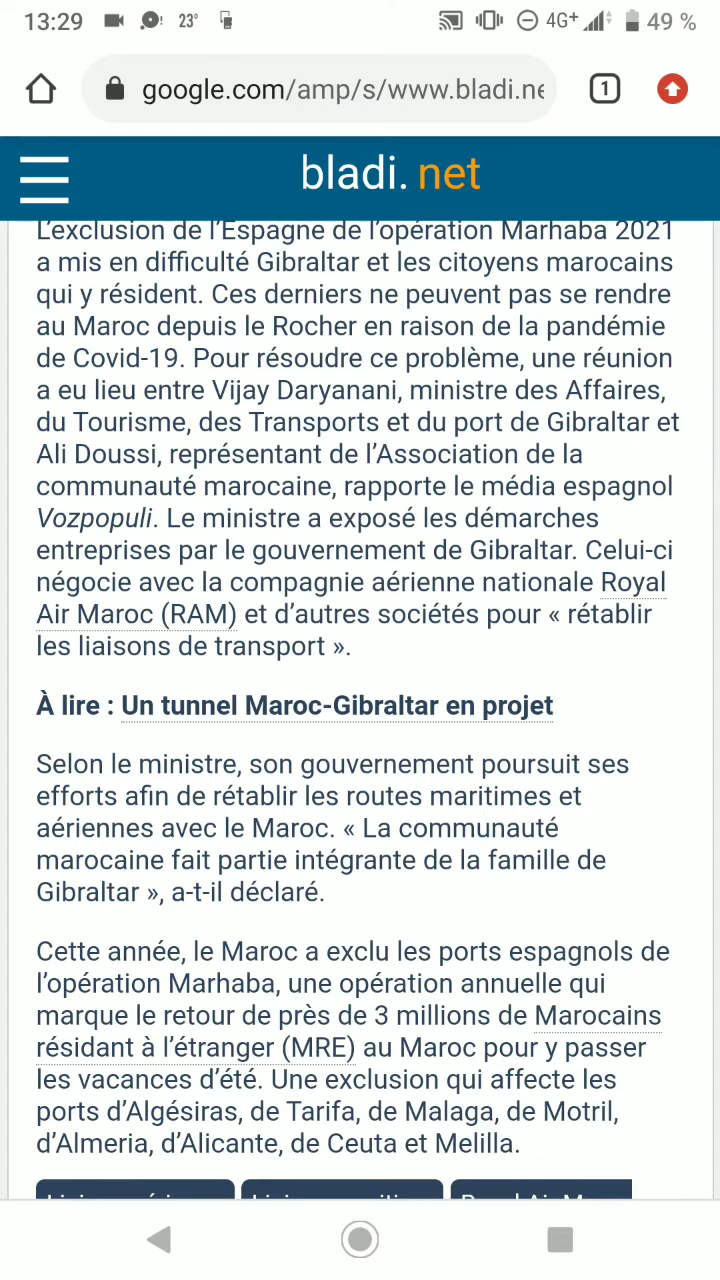 13:29 23° 4G+ 49 %
google.com/amp/s/www.bladi.ne
1
bladi.net
L’exclusion de l’Espagne de l’opération Marhaba 2021
a mis en difficulté Gibraltar et les citoyens marocains
qui y résident. Ces derniers ne peuvent pas se rendre
au Maroc depuis le Rocher en raison de la pandémie
de Covid-19. Pour résoudre ce problème, une réunion
a eu lieu entre Vijay Daryanani, ministre des Affaires,
du Tourisme, des Transports et du port de Gibraltar et
Ali Doussi, représentant de l’Association de la
communauté marocaine, rapporte le média espagnol
Vozpopuli. Le ministre a exposé les démarches
entreprises par le gouvernement de Gibraltar. Celui-ci
négocie avec la compagnie aérienne nationale Royal
Air Maroc (RAM) et d’autres sociétés pour « rétablir
les liaisons de transport ».
À lire : Un tunnel Maroc-Gibraltar en projet
Selon le ministre, son gouvernement poursuit ses
efforts afin de rétablir les routes maritimes et
aériennes avec le Maroc. « La communauté
marocaine fait partie intégrante de la famille de
Gibraltar », a-t-il déclaré.
Cette année, le Maroc a exclu les ports espagnols de
l’opération Marhaba, une opération annuelle qui
marque le retour de près de 3 millions de Marocains
résidant à l’étranger (MRE) au Maroc pour y passer
les vacances d’été. Une exclusion qui affecte les
ports d’Algésiras, de Tarifa, de Malaga, de Motril,
d’Almeria, d’Alicante, de Ceuta et Melilla.